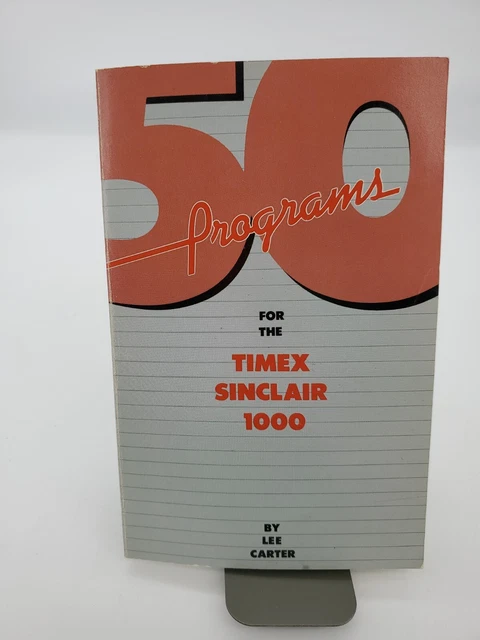 50
Programs
FOR
THE
TIMEX
SINCLAIR
1000
BY
LEE
CARTER